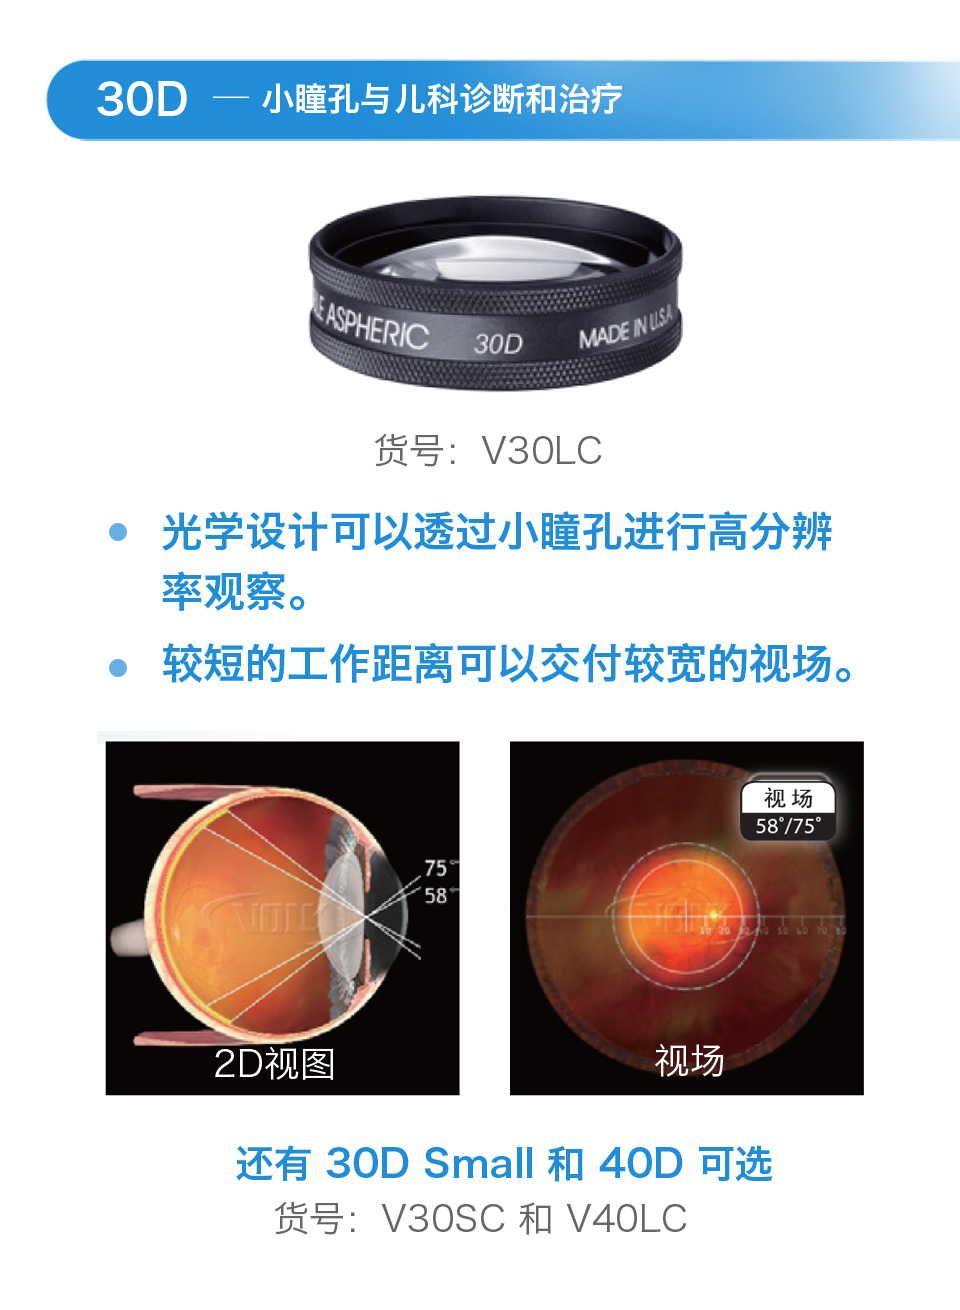 30D — 小瞳孔与儿科诊断和治疗
ASPHERIC 30D MADE IN U.S.A.
货号：V30LC
光学设计可以透过小瞳孔进行高分辨
率观察。
较短的工作距离可以交付较宽的视场。
75°
58°
2D视图
视场
58°/75°
VOLK
10 20 30 40 50 60 70 80
视场
还有 30D Small 和 40D 可选
货号：V30SC 和 V40LC